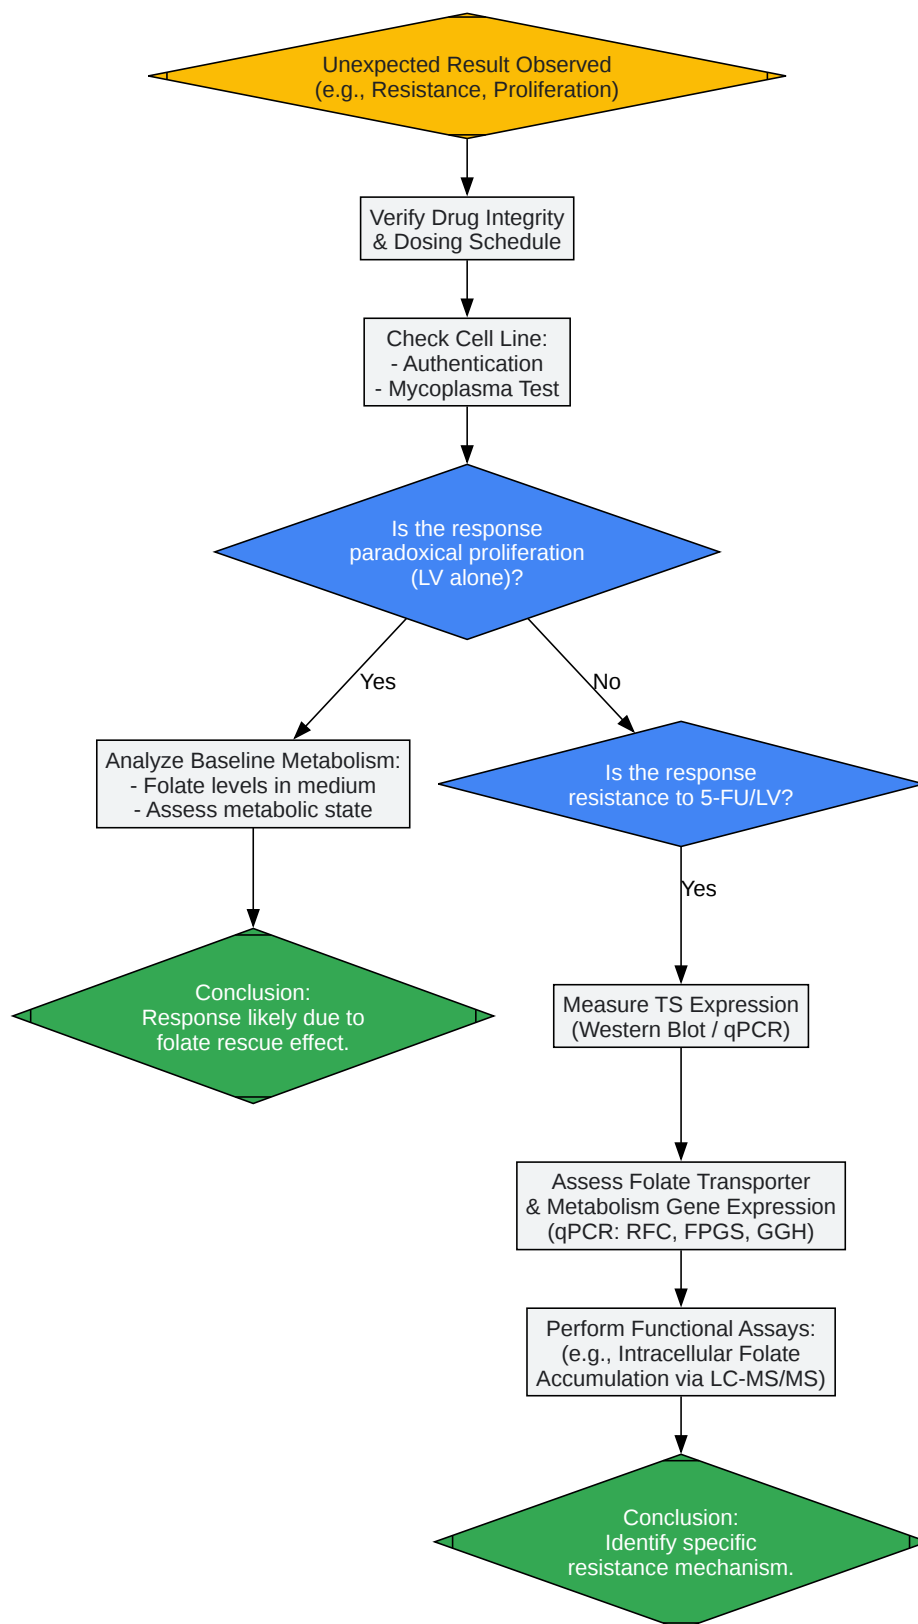 Unexpected Result Observed
(e.g., Resistance, Proliferation)
Verify Drug Integrity
& Dosing Schedule
Check Cell Line:
- Authentication
- Mycoplasma Test
Is the response
paradoxical proliferation
(LV alone)?
Yes
No
Analyze Baseline Metabolism:
- Folate levels in medium
- Assess metabolic state
Is the response
resistance to 5-FU/LV?
Yes
Conclusion:
Response likely due to
folate rescue effect.
Measure TS Expression
(Western Blot / qPCR)
Assess Folate Transporter
& Metabolism Gene Expression
(qPCR: RFC, FPGS, GGH)
Perform Functional Assays:
(e.g., Intracellular Folate
Accumulation via LC-MS/MS)
Conclusion:
Identify specific
resistance mechanism.